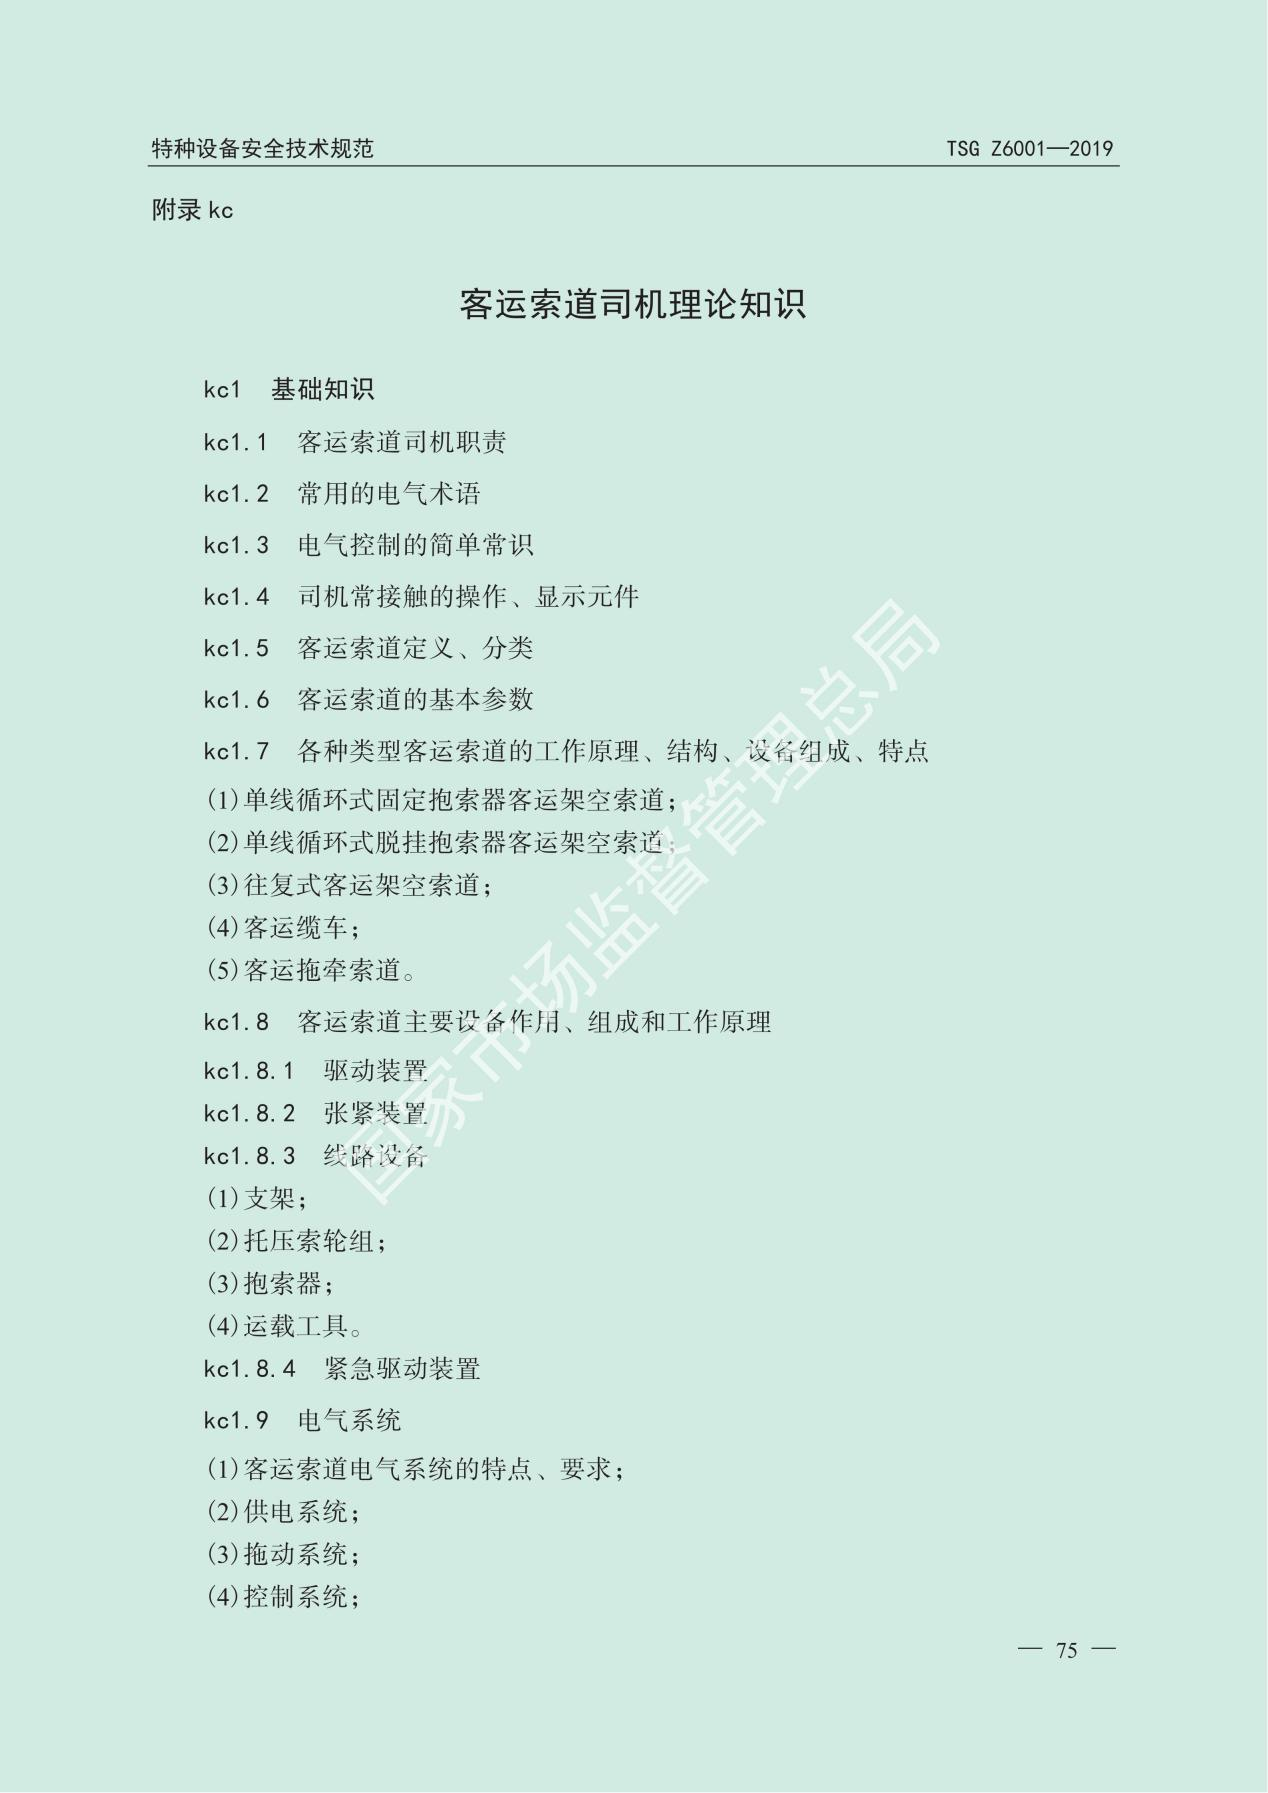 特种设备安全技术规范 TSG Z6001—2019
附录 kc
客运索道司机理论知识
kc1 基础知识
kc1.1 客运索道司机职责
kc1.2 常用的电气术语
kc1.3 电气控制的简单常识
kc1.4 司机常接触的操作、显示元件
kc1.5 客运索道定义、分类
kc1.6 客运索道的基本参数
kc1.7 各种类型客运索道的工作原理、结构、设备组成、特点
(1)单线循环式固定抱索器客运架空索道；
(2)单线循环式脱挂抱索器客运架空索道；
(3)往复式客运架空索道；
(4)客运缆车；
(5)客运拖牵索道。
kc1.8 客运索道主要设备作用、组成和工作原理
kc1.8.1 驱动装置
kc1.8.2 张紧装置
kc1.8.3 线路设备
(1)支架；
(2)托压索轮组；
(3)抱索器；
(4)运载工具。
kc1.8.4 紧急驱动装置
kc1.9 电气系统
(1)客运索道电气系统的特点、要求；
(2)供电系统；
(3)拖动系统；
(4)控制系统；
— 75 —
国家市场监督管理总局